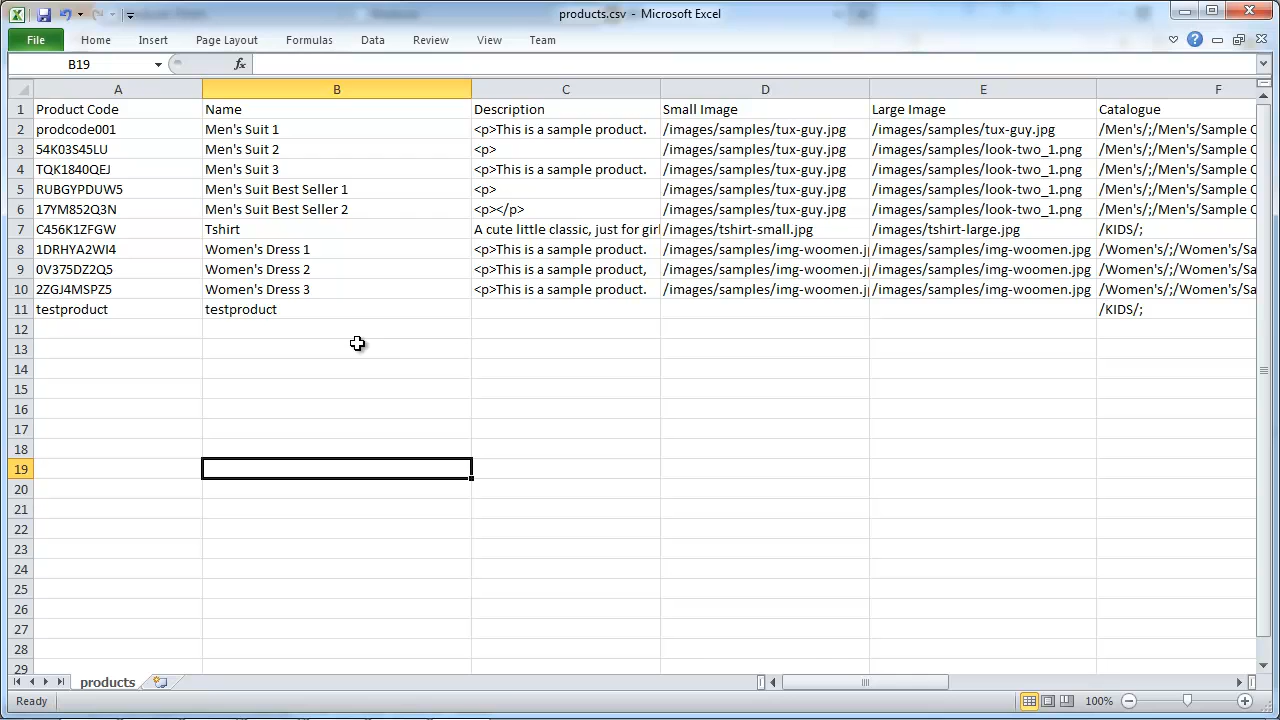 products.csv - Microsoft Excel
File Home Insert Page Layout Formulas Data Review View Team
B19 fx
A B C D E F
1 Product Code Name Description Small Image Large Image Catalogue
2 prodcode001 Men's Suit 1 <p>This is a sample product. /images/samples/tux-guy.jpg /images/samples/tux-guy.jpg /Men's/;/Men's/Sample C
3 54K03S45LU Men's Suit 2 <p> /images/samples/tux-guy.jpg /images/samples/look-two_1.png /Men's/;/Men's/Sample C
4 TQK1840QEJ Men's Suit 3 <p>This is a sample product. /images/samples/tux-guy.jpg /images/samples/look-two_1.png /Men's/;/Men's/Sample C
5 RUBGYPDUW5 Men's Suit Best Seller 1 <p> /images/samples/tux-guy.jpg /images/samples/look-two_1.png /Men's/;/Men's/Sample C
6 17YM852Q3N Men's Suit Best Seller 2 <p></p> /images/samples/tux-guy.jpg /images/samples/look-two_1.png /Men's/;/Men's/Sample C
7 C456K1ZFGW Tshirt A cute little classic, just for girl /images/tshirt-small.jpg /images/tshirt-large.jpg /KIDS/;
8 1DRHYA2WI4 Women's Dress 1 <p>This is a sample product. /images/samples/img-woomen.j /images/samples/img-woomen.jpg /Women's/;/Women's/Sa
9 0V375DZ2Q5 Women's Dress 2 <p>This is a sample product, /images/samples/img-woomen.j /images/samples/img-woomen.jpg /Women's/;/Women's/Sa
10 2ZGJ4MSPZ5 Women's Dress 3 <p>This is a sample product. /images/samples/img-woomen.j /images/samples/img-woomen.jpg /Women's/;/Women's/Sa
11 testproduct testproduct /KIDS/;
12
13
14
15
16
17
18
19
20
21
22
23
24
25
26
27
28
29
products
Ready 100%